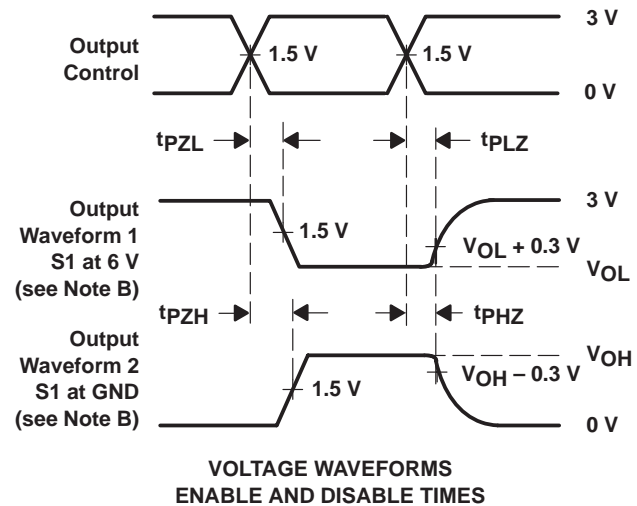 3 V
Output
Control
1.5 V
1.5 V
0 V
tPZL
tPLZ
Output
Waveform 1
S1 at 6 V
(see Note B)
3 V
1.5 V
VOL + 0.3 V
VOL
tPZH
tPHZ
Output
Waveform 2
S1 at GND
(see Note B)
VOH
VOH – 0.3 V
1.5 V
0 V
VOLTAGE WAVEFORMS
ENABLE AND DISABLE TIMES